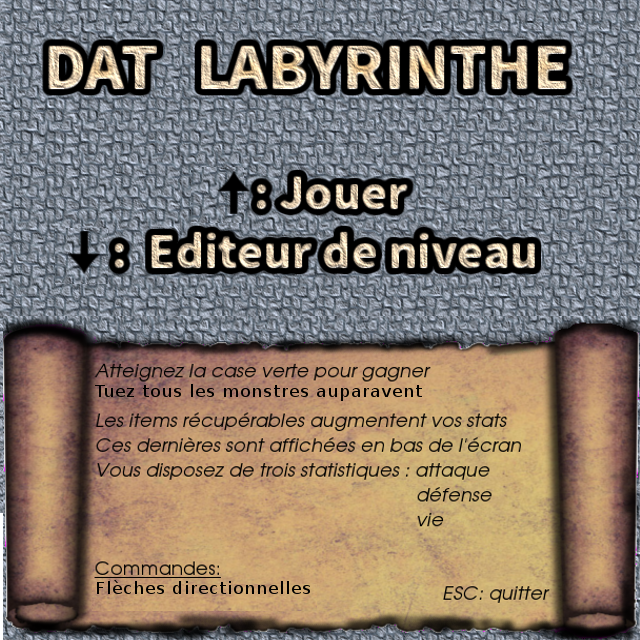 DAT LABYRINTHE
↑: Jouer
↓: Editeur de niveau
Atteignez la case verte pour gagner
Tuez tous les monstres auparavent
Les items récupérables augmentent vos stats
Ces dernières sont affichées en bas de l'écran
Vous disposez de trois statistiques : attaque
défense
vie
Commandes:
Flèches directionnelles
ESC: quitter